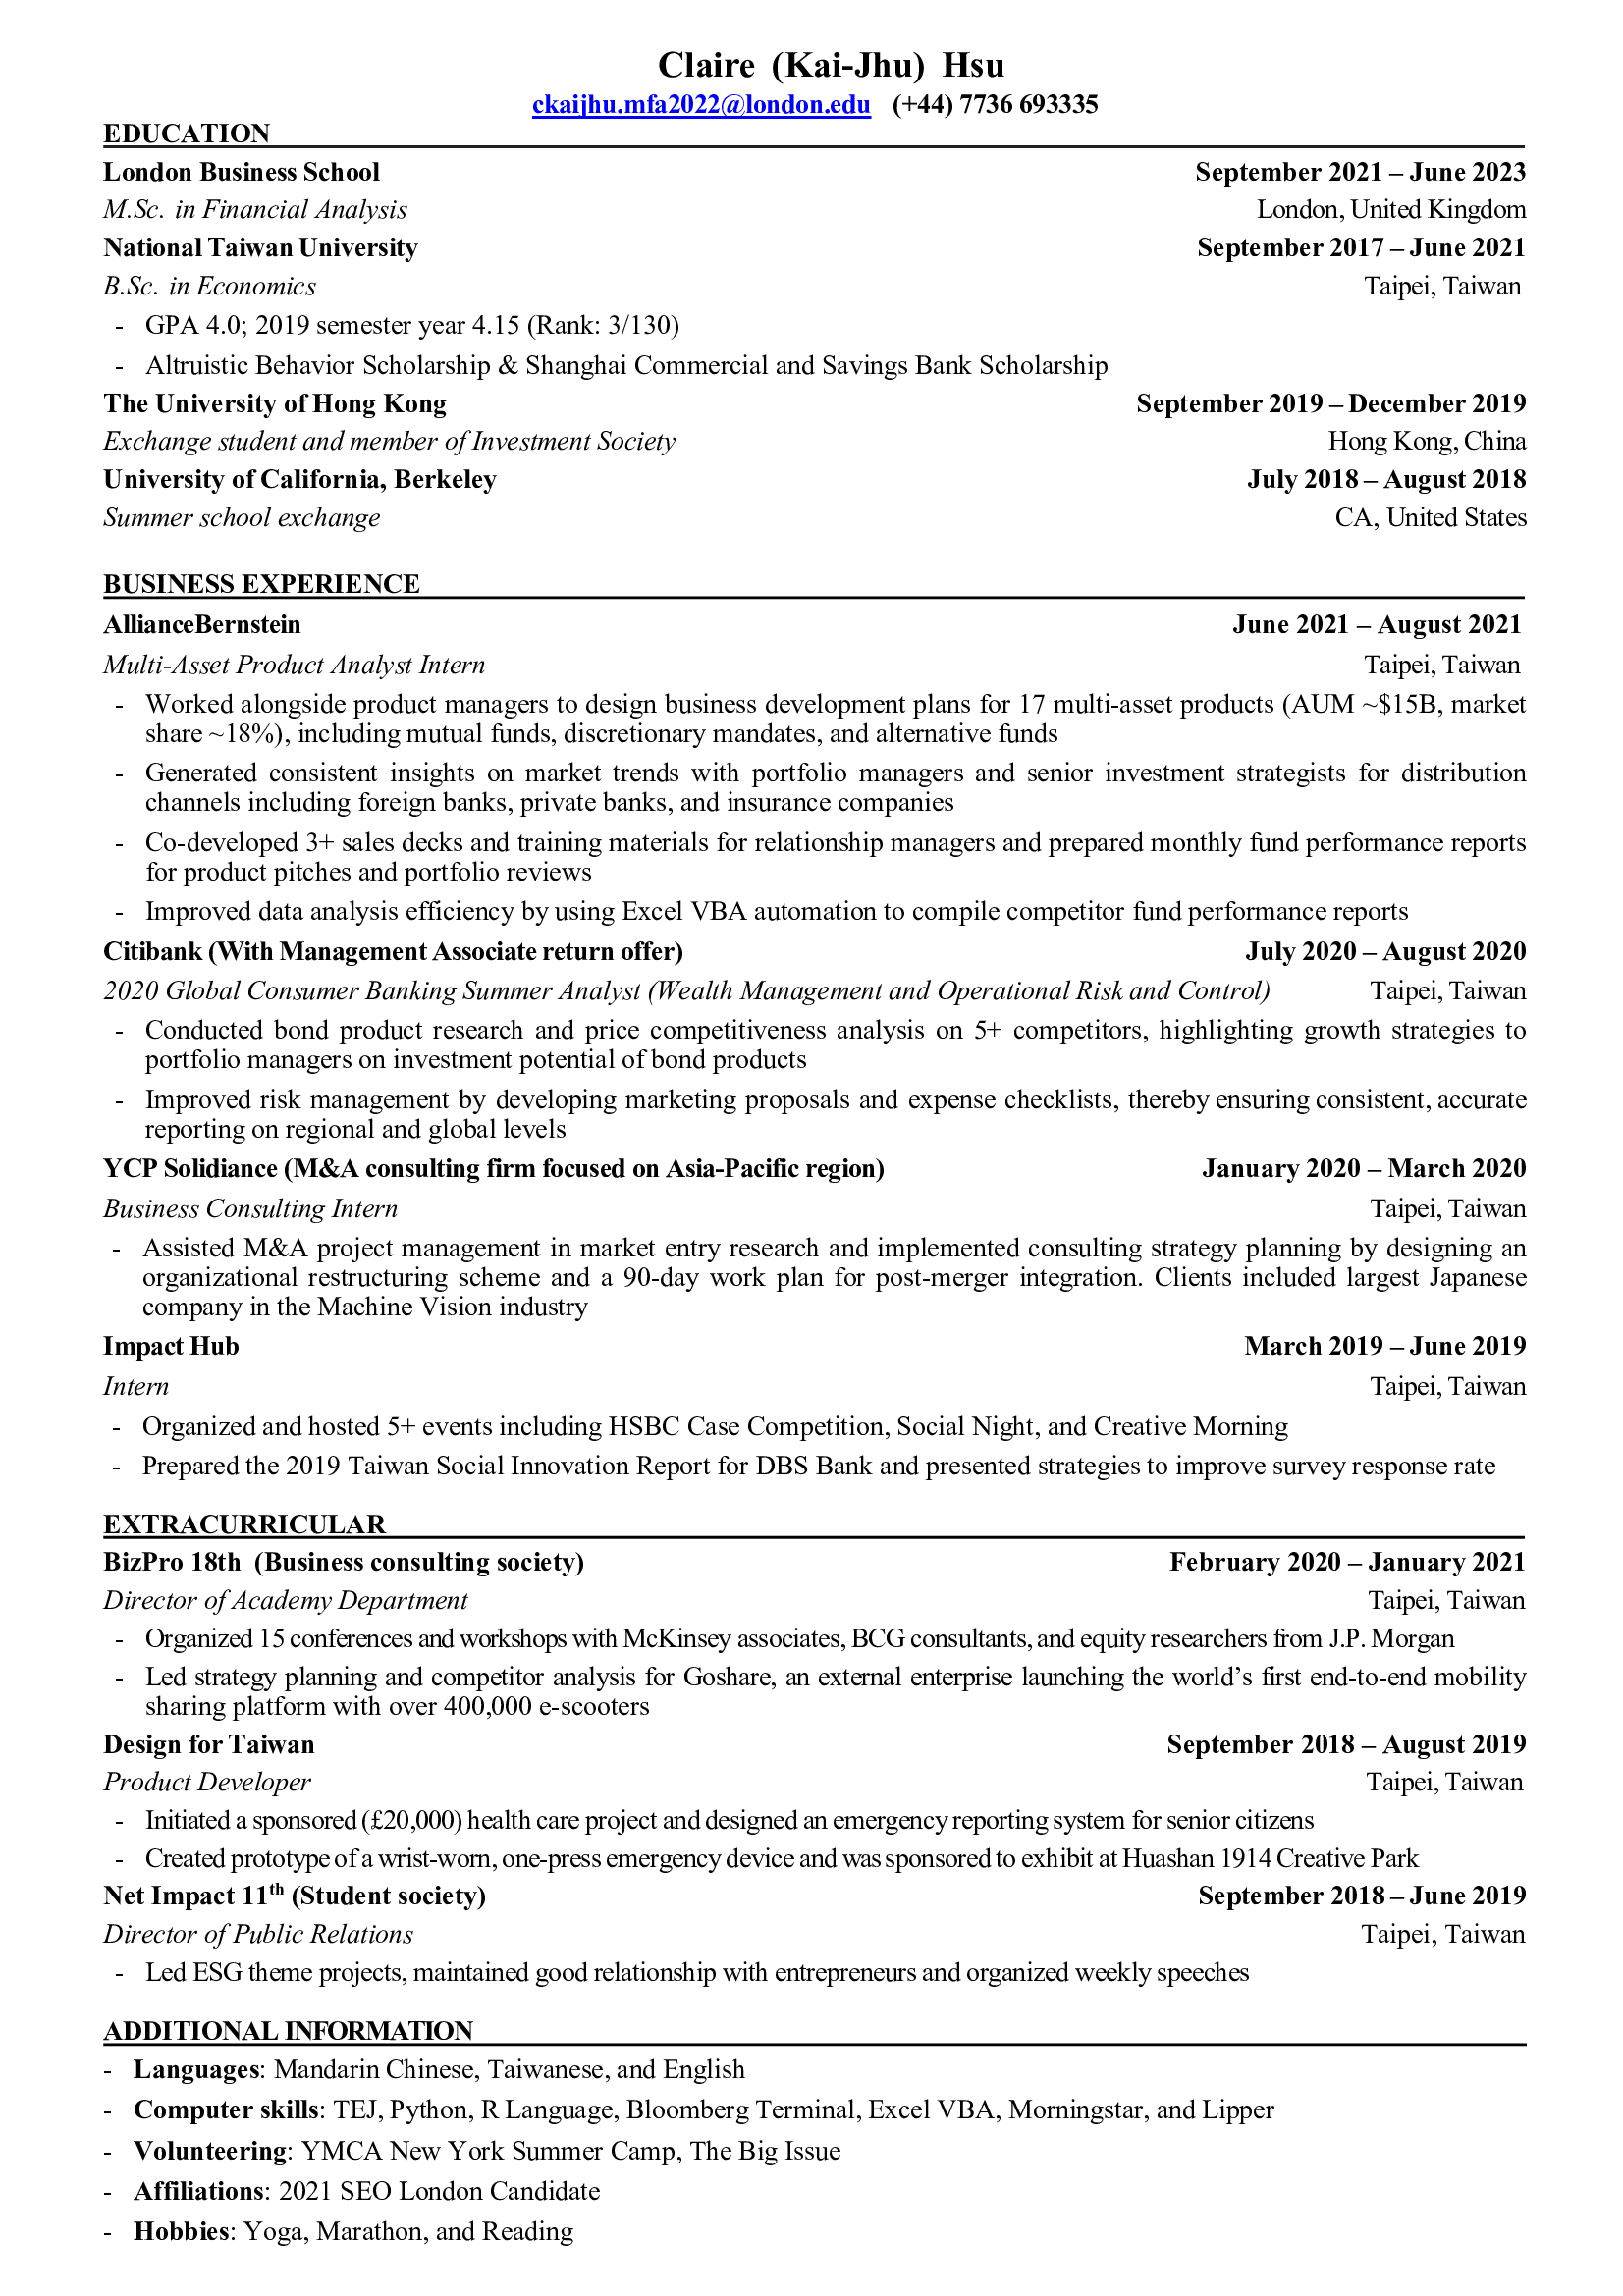 Claire (Kai-Jhu) Hsu
ckaijhu.mfa2022@london.edu (+44) 7736 693335
EDUCATION
London Business School September 2021 – June 2023
M.Sc. in Financial Analysis London, United Kingdom
National Taiwan University September 2017 – June 2021
B.Sc. in Economics Taipei, Taiwan
- GPA 4.0; 2019 semester year 4.15 (Rank: 3/130)
- Altruistic Behavior Scholarship & Shanghai Commercial and Savings Bank Scholarship
The University of Hong Kong September 2019 – December 2019
Exchange student and member of Investment Society Hong Kong, China
University of California, Berkeley July 2018 – August 2018
Summer school exchange CA, United States
BUSINESS EXPERIENCE
AllianceBernstein June 2021 – August 2021
Multi-Asset Product Analyst Intern Taipei, Taiwan
- Worked alongside product managers to design business development plans for 17 multi-asset products (AUM ~$15B, market
share ~18%), including mutual funds, discretionary mandates, and alternative funds
- Generated consistent insights on market trends with portfolio managers and senior investment strategists for distribution
channels including foreign banks, private banks, and insurance companies
- Co-developed 3+ sales decks and training materials for relationship managers and prepared monthly fund performance reports
for product pitches and portfolio reviews
- Improved data analysis efficiency by using Excel VBA automation to compile competitor fund performance reports
Citibank (With Management Associate return offer) July 2020 – August 2020
2020 Global Consumer Banking Summer Analyst (Wealth Management and Operational Risk and Control) Taipei, Taiwan
- Conducted bond product research and price competitiveness analysis on 5+ competitors, highlighting growth strategies to
portfolio managers on investment potential of bond products
- Improved risk management by developing marketing proposals and expense checklists, thereby ensuring consistent, accurate
reporting on regional and global levels
YCP Solidiance (M&A consulting firm focused on Asia-Pacific region) January 2020 – March 2020
Business Consulting Intern Taipei, Taiwan
- Assisted M&A project management in market entry research and implemented consulting strategy planning by designing an
organizational restructuring scheme and a 90-day work plan for post-merger integration. Clients included largest Japanese
company in the Machine Vision industry
Impact Hub March 2019 – June 2019
Intern Taipei, Taiwan
- Organized and hosted 5+ events including HSBC Case Competition, Social Night, and Creative Morning
- Prepared the 2019 Taiwan Social Innovation Report for DBS Bank and presented strategies to improve survey response rate
EXTRACURRICULAR
BizPro 18th (Business consulting society) February 2020 – January 2021
Director of Academy Department Taipei, Taiwan
- Organized 15 conferences and workshops with McKinsey associates, BCG consultants, and equity researchers from J.P. Morgan
- Led strategy planning and competitor analysis for Goshare, an external enterprise launching the world’s first end-to-end mobility
sharing platform with over 400,000 e-scooters
Design for Taiwan September 2018 – August 2019
Product Developer Taipei, Taiwan
- Initiated a sponsored (£20,000) health care project and designed an emergency reporting system for senior citizens
- Created prototype of a wrist-worn, one-press emergency device and was sponsored to exhibit at Huashan 1914 Creative Park
Net Impact 11th (Student society) September 2018 – June 2019
Director of Public Relations Taipei, Taiwan
- Led ESG theme projects, maintained good relationship with entrepreneurs and organized weekly speeches
ADDITIONAL INFORMATION
- Languages: Mandarin Chinese, Taiwanese, and English
- Computer skills: TEJ, Python, R Language, Bloomberg Terminal, Excel VBA, Morningstar, and Lipper
- Volunteering: YMCA New York Summer Camp, The Big Issue
- Affiliations: 2021 SEO London Candidate
- Hobbies: Yoga, Marathon, and Reading